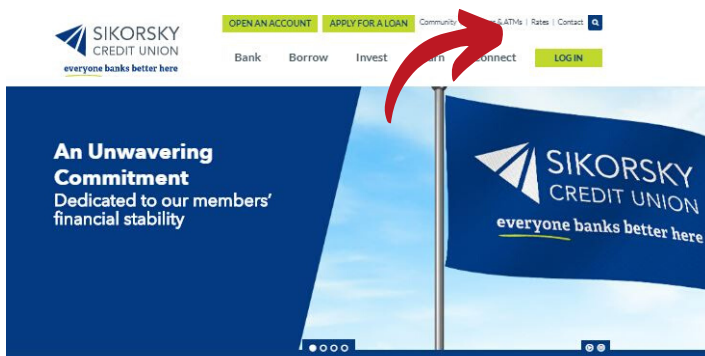 SIKORSKY
CREDIT UNION
everyone banks better here
OPEN AN ACCOUNT APPLY FOR A LOAN Community & ATMs | Rates | Contact
Bank Borrow Invest Connect LOG IN
An Unwavering
Commitment
Dedicated to our members'
financial stability
SIKORSKY
CREDIT UNION
everyone banks better here